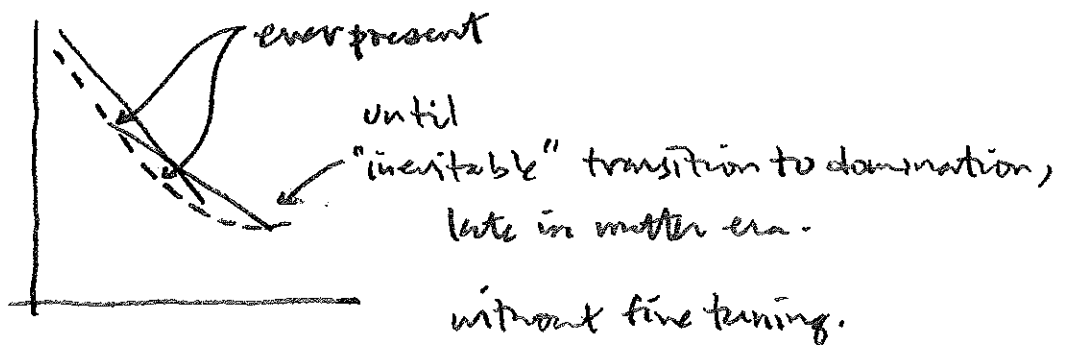 ever present
until
"inevitable" transition to domination,
late in matter era.
without fine tuning.